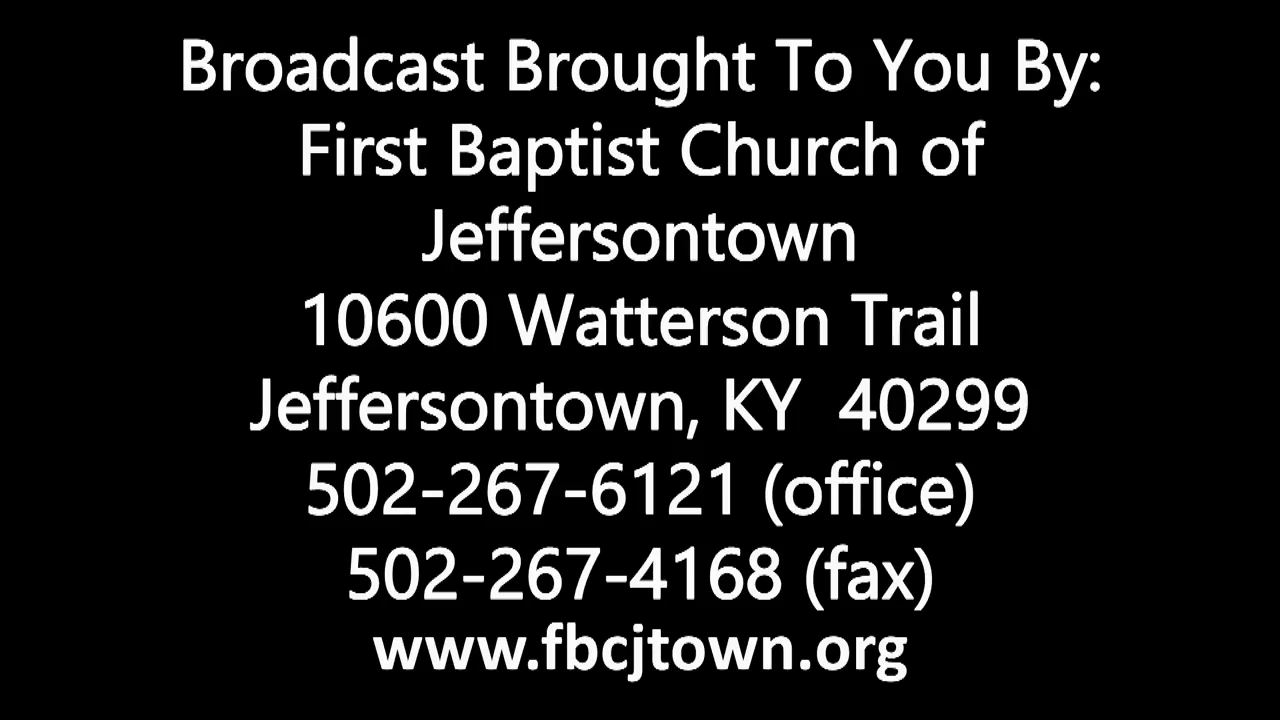 Broadcast Brought To You By:
First Baptist Church of
Jeffersontown
10600 Watterson Trail
Jeffersontown, KY  40299
502-267-6121 (office)
502-267-4168 (fax)
www.fbcjtown.org